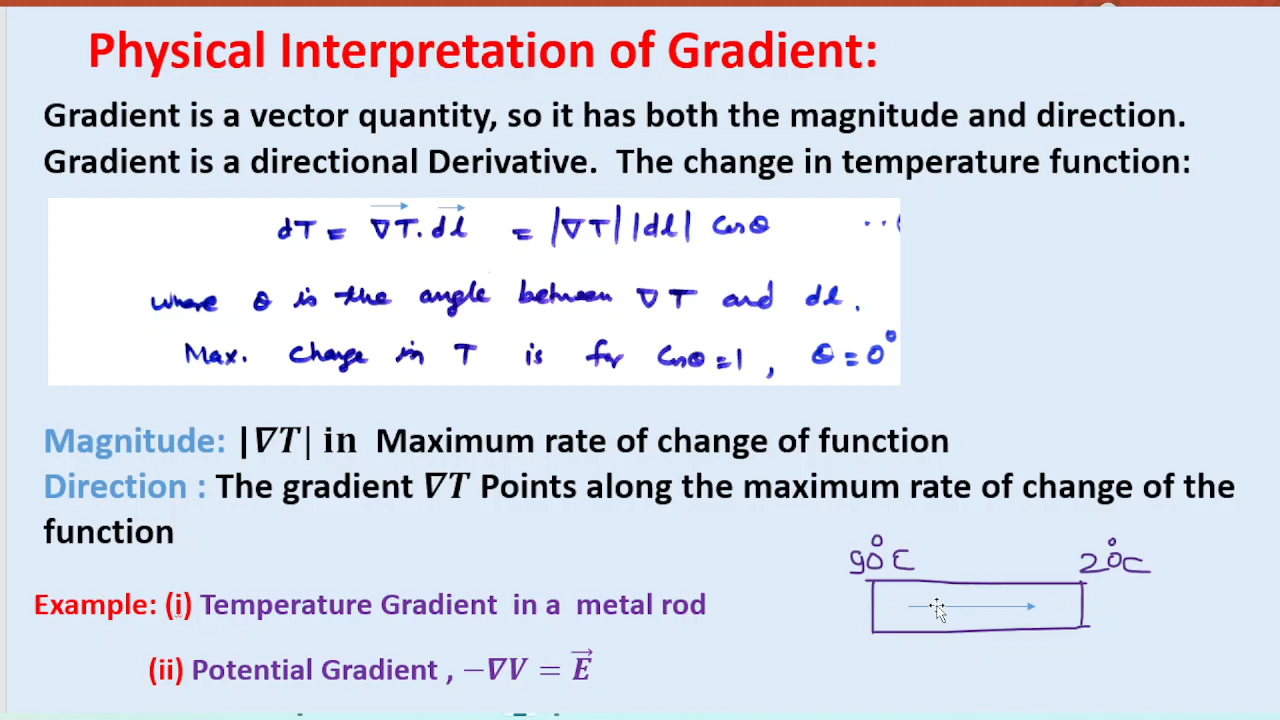 Physical Interpretation of Gradient:
Gradient is a vector quantity, so it has both the magnitude and direction.
Gradient is a directional Derivative. The change in temperature function:
dT = ∇T. dl = |∇T| |dl| Cosθ ..(
where θ is the angle between ∇T and dl.
Max. change in T is for Cosθ=1, θ=0°
Magnitude: |∇T| in Maximum rate of change of function
Direction : The gradient ∇T Points along the maximum rate of change of the
function
90°C 20°C
Example: (i) Temperature Gradient in a metal rod
(ii) Potential Gradient , −∇V = E⃗